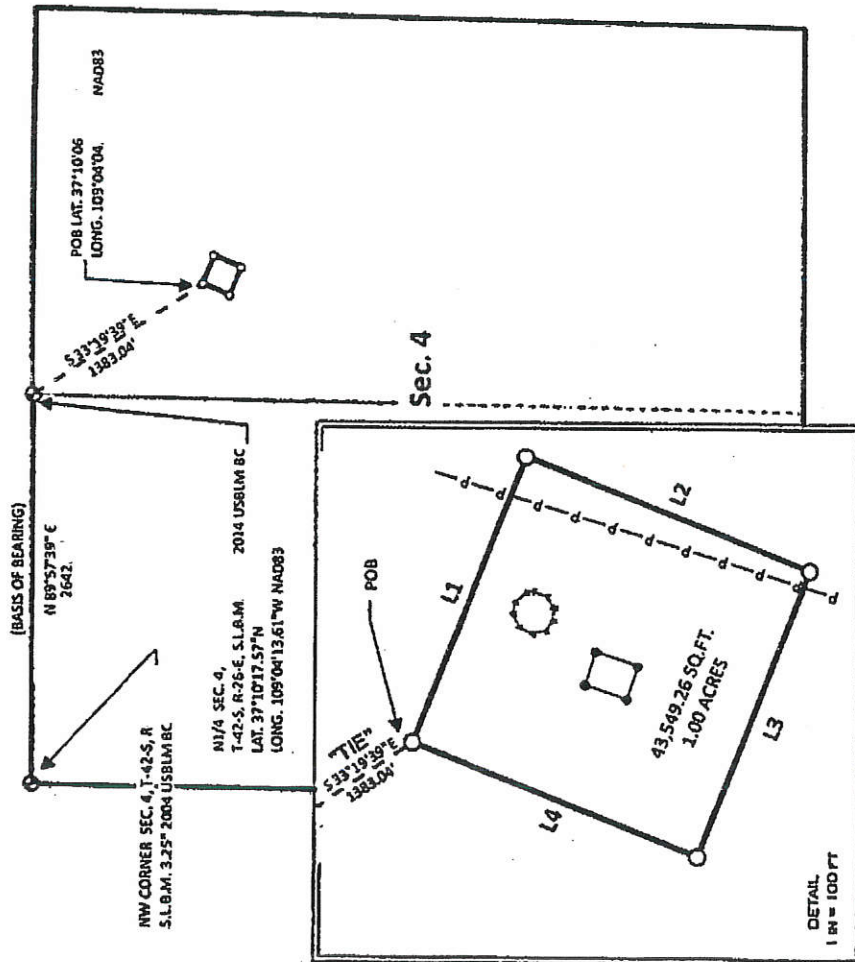 (BASIS OF BEARING)
N 89°57'39" E
2642.
NW CORNER SEC. 4, T-42-S, R
S.L.B.M. 3.25" 2004 USBLM BC
N1/4 SEC. 4,
T-42-S, R-26-E, S.L.B.M. 2014 USBLM BC
LAT. 37°10'17.57"N
LONG. 109°04'13.61"W NAD83
S 33°19'39" E
1383.04'
POB LAT. 37°10'06
LONG. 109°04'04. NAD83
Sec. 4
"TIE"
S 33°19'39" E
1383.04'
POB
L1
L2
L3
L4
P P P P P P P P P P P
43,549.26 SQ.FT.
1.00 ACRES
DETAIL
1 IN = 100 FT